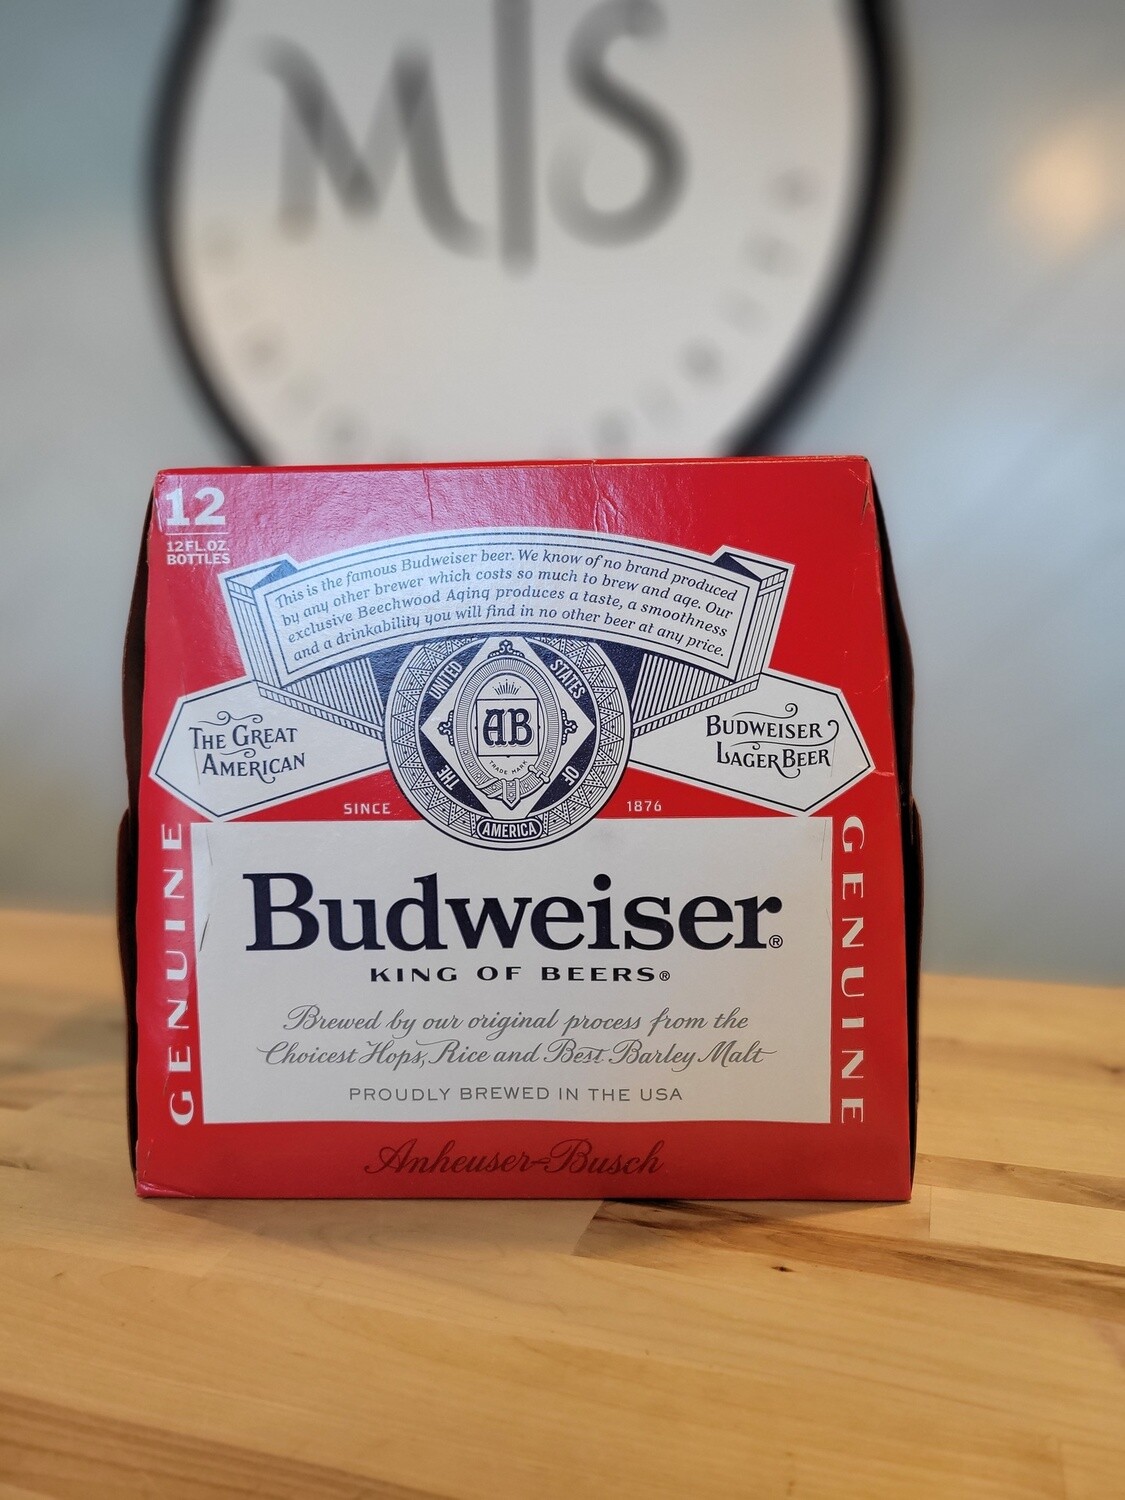 M S
12
12 FL. OZ.
BOTTLES
This is the famous Budweiser beer. We know of no brand produced
by any other brewer which costs so much to brew and age. Our
exclusive Beechwood Aging produces a taste, a smoothness
and a drinkability you will find in no other beer at any price.
THE UNITED STATES OF AMERICA
AB
TRADE MARK
THE GREAT
AMERICAN
BUDWEISER
LAGER BEER
SINCE 1876
GENUINE
GENUINE
Budweiser®
KING OF BEERS®
Brewed by our original process from the
Choicest Hops, Rice and Best Barley Malt
PROUDLY BREWED IN THE USA
Anheuser-Busch